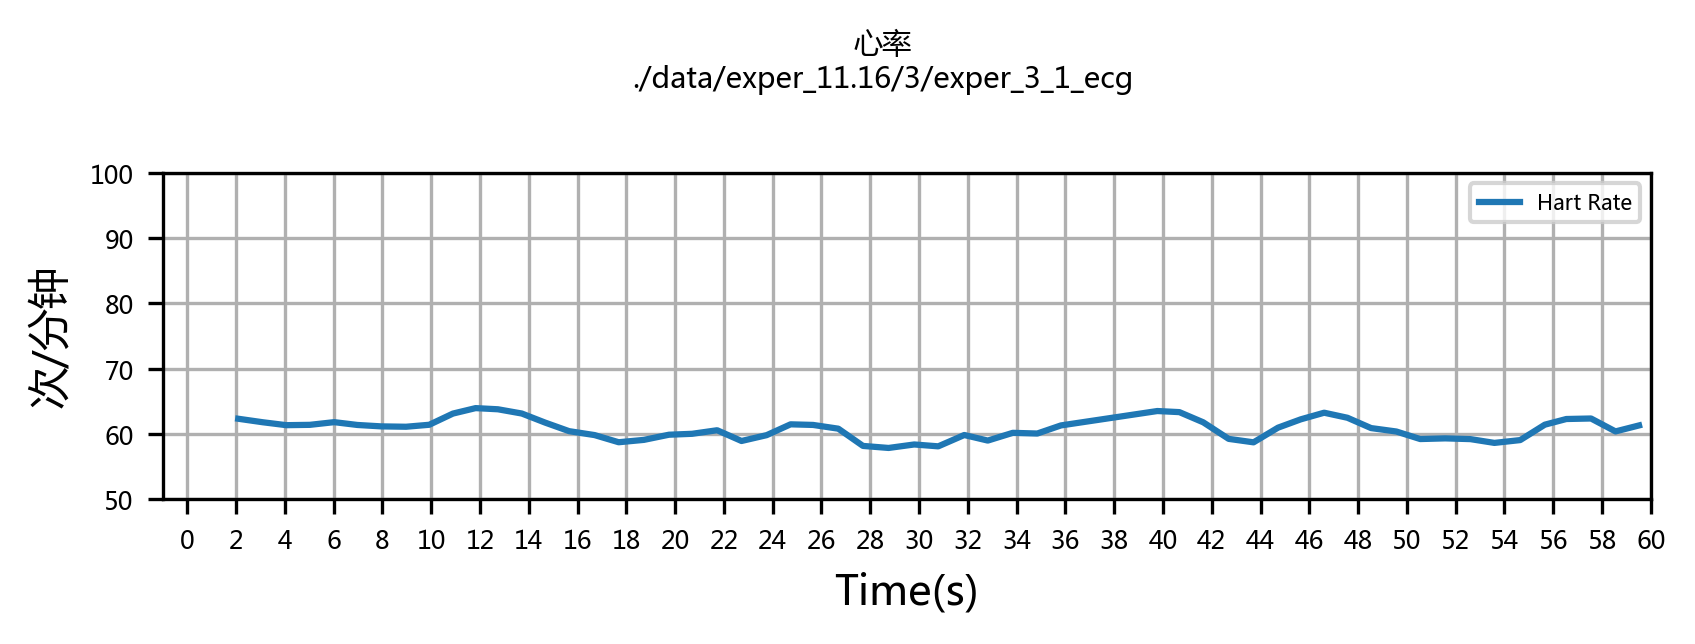 心率
./data/exper_11.16/3/exper_3_1_ecg
100
90
80
70
60
50
次/分钟
Hart Rate
0 2 4 6 8 10 12 14 16 18 20 22 24 26 28 30 32 34 36 38 40 42 44 46 48 50 52 54 56 58 60
Time(s)